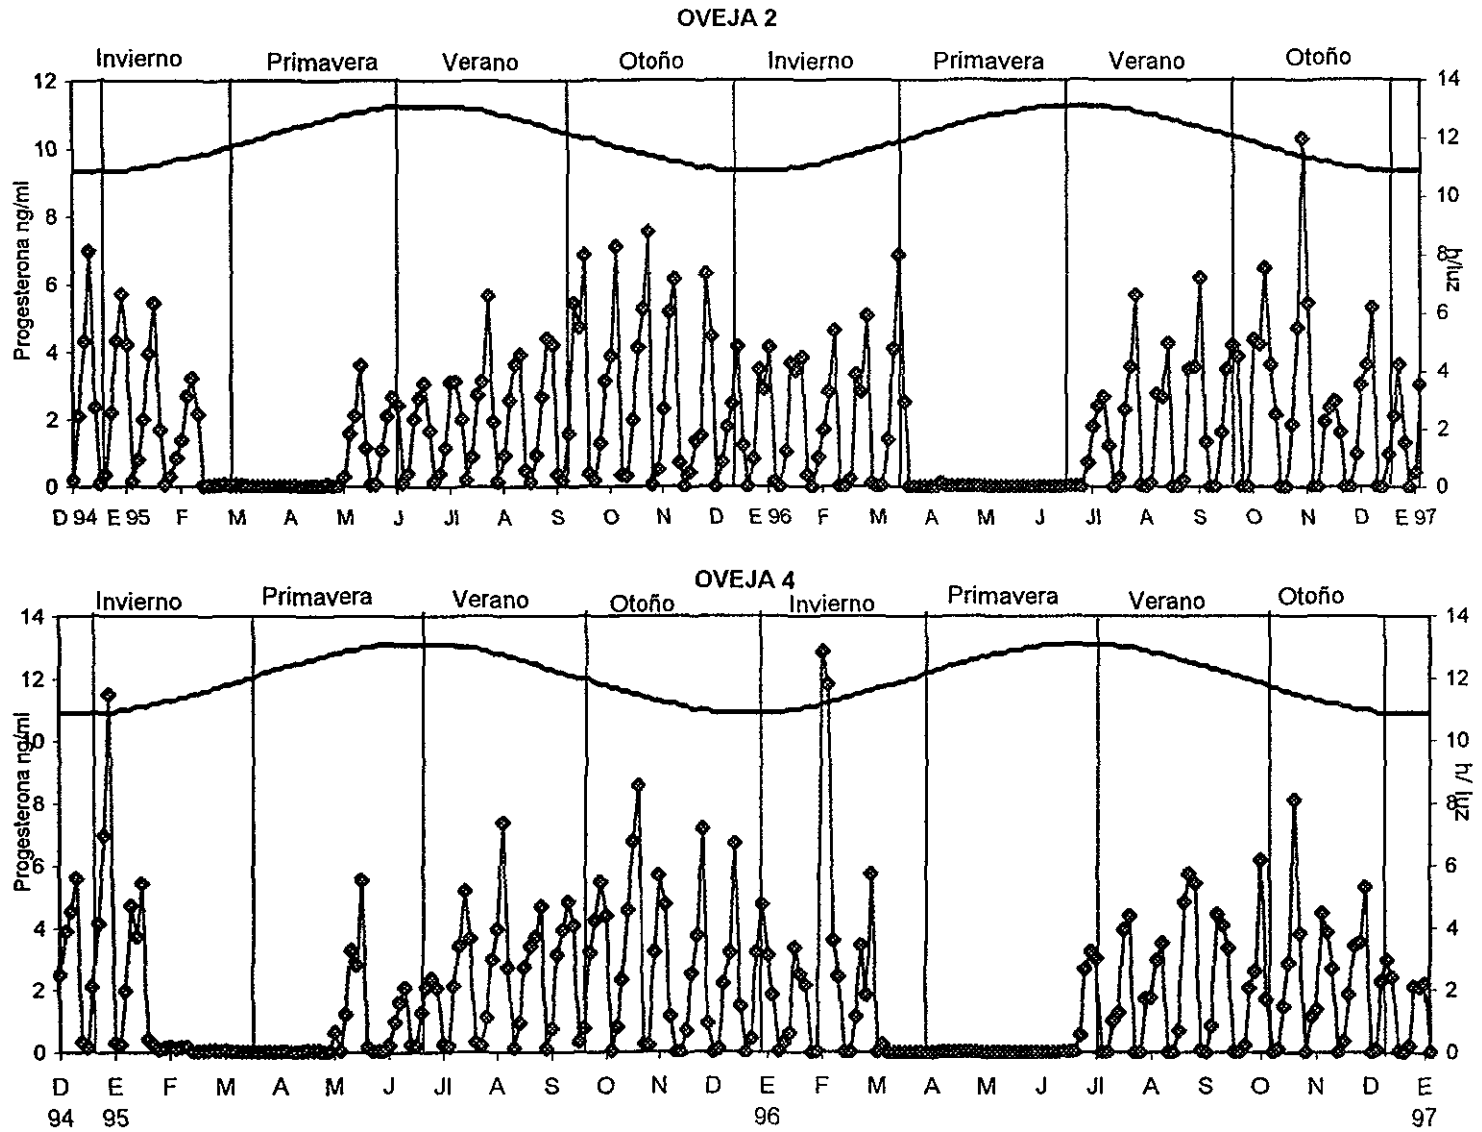 OVEJA 2
Invierno Primavera Verano Otoño Invierno Primavera Verano Otoño
12 14
10 12
8 10
6 8
4 6
2 4
0 2
0
Progesterona ng/ml
h/luz
D 94 E 95 F M A M J Jl A S O N D E 96 F M A M J Jl A S O N D E 97
OVEJA 4
Invierno Primavera Verano Otoño Invierno Primavera Verano Otoño
14 14
12 12
10 10
8 8
6 6
4 4
2 2
0 0
Progesterona ng/ml
h/ luz
D E F M A M J J A S O N D E F M A M J Jl A S O N D E
94 95 96 97